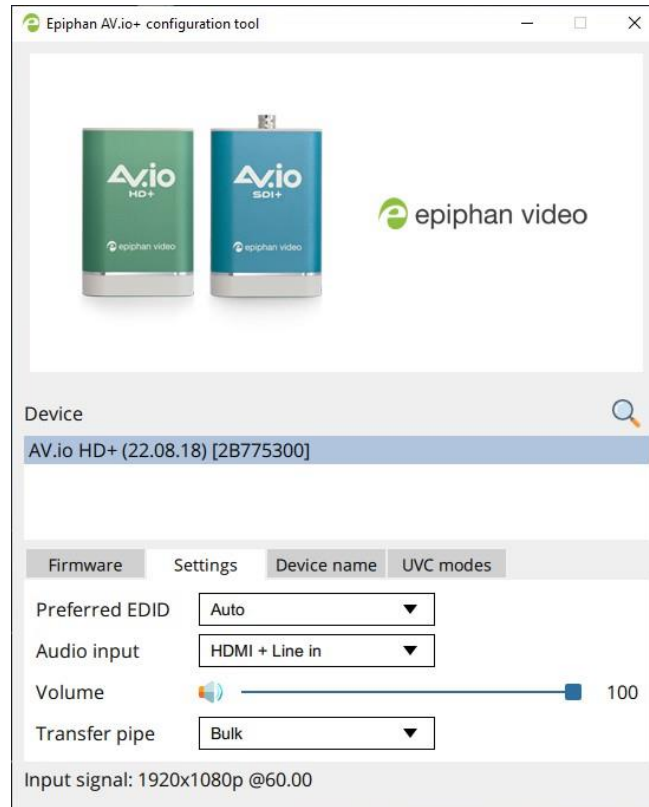 Epiphan AV.io+ configuration tool
AV.io
HD+
epiphan video
AV.io
SDI+
epiphan video
epiphan video
Device
AV.io HD+ (22.08.18) [2B775300]
Firmware Settings Device name UVC modes
Preferred EDID Auto
Audio input HDMI + Line in
Volume 100
Transfer pipe Bulk
Input signal: 1920x1080p @60.00